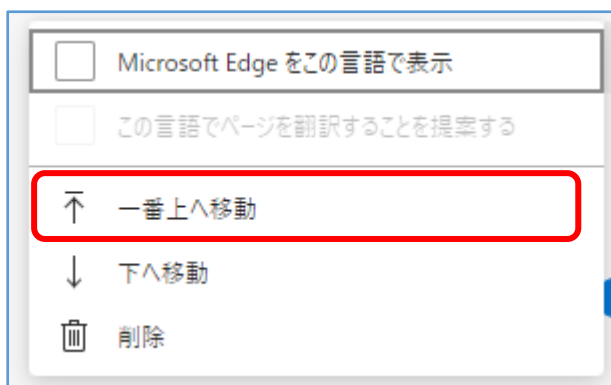 Microsoft Edge をこの言語で表示
この言語でページを翻訳することを提案する
一番上へ移動
下へ移動
削除